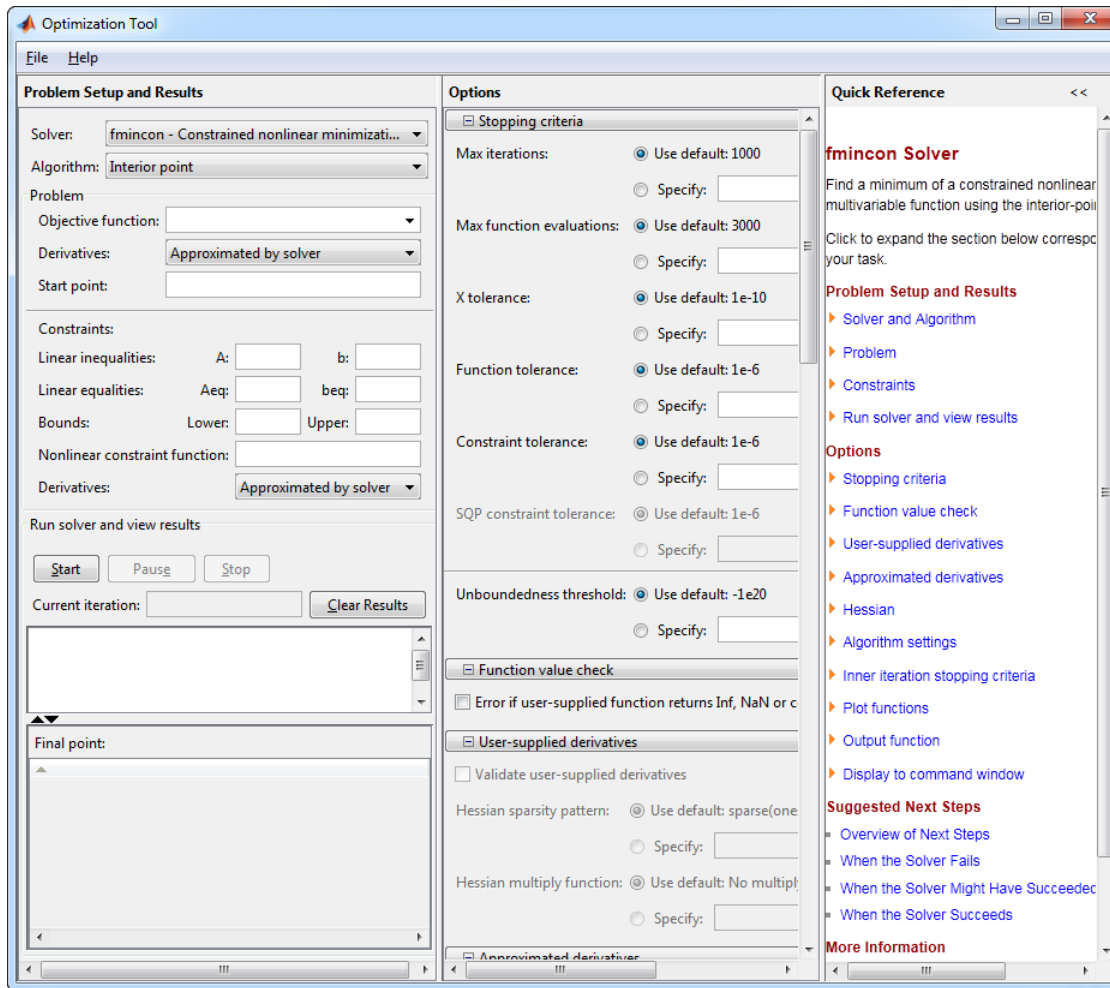 Optimization Tool
File Help
Problem Setup and Results
Solver: fmincon - Constrained nonlinear minimizati...
Algorithm: Interior point
Problem
Objective function:
Derivatives: Approximated by solver
Start point:
Constraints:
Linear inequalities: A: b:
Linear equalities: Aeq: beq:
Bounds: Lower: Upper:
Nonlinear constraint function:
Derivatives: Approximated by solver
Run solver and view results
Start Pause Stop
Current iteration: Clear Results
Final point:
Options
Stopping criteria
Max iterations: Use default: 1000
Specify:
Max function evaluations: Use default: 3000
Specify:
X tolerance: Use default: 1e-10
Specify:
Function tolerance: Use default: 1e-6
Specify:
Constraint tolerance: Use default: 1e-6
Specify:
SQP constraint tolerance: Use default: 1e-6
Specify:
Unboundedness threshold: Use default: -1e20
Specify:
Function value check
Error if user-supplied function returns Inf, NaN or c
User-supplied derivatives
Validate user-supplied derivatives
Hessian sparsity pattern: Use default: sparse(one
Specify:
Hessian multiply function: Use default: No multiply
Specify:
Approximated derivatives
Quick Reference <<
fmincon Solver
Find a minimum of a constrained nonlinear
multivariable function using the interior-poi
Click to expand the section below correspo
your task.
Problem Setup and Results
Solver and Algorithm
Problem
Constraints
Run solver and view results
Options
Stopping criteria
Function value check
User-supplied derivatives
Approximated derivatives
Hessian
Algorithm settings
Inner iteration stopping criteria
Plot functions
Output function
Display to command window
Suggested Next Steps
Overview of Next Steps
When the Solver Fails
When the Solver Might Have Succeeded
When the Solver Succeeds
More Information